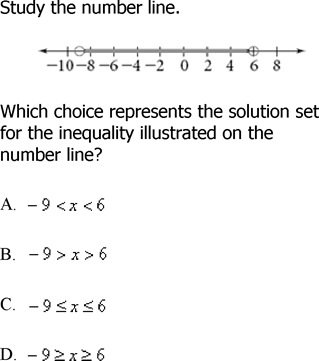 Study the number line.
−10 −8 −6 −4 −2 0 2 4 6 8
Which choice represents the solution set
for the inequality illustrated on the
number line?
A. − 9 < x < 6
B. − 9 > x > 6
C. − 9 ≤ x ≤ 6
D. − 9 ≥ x ≥ 6